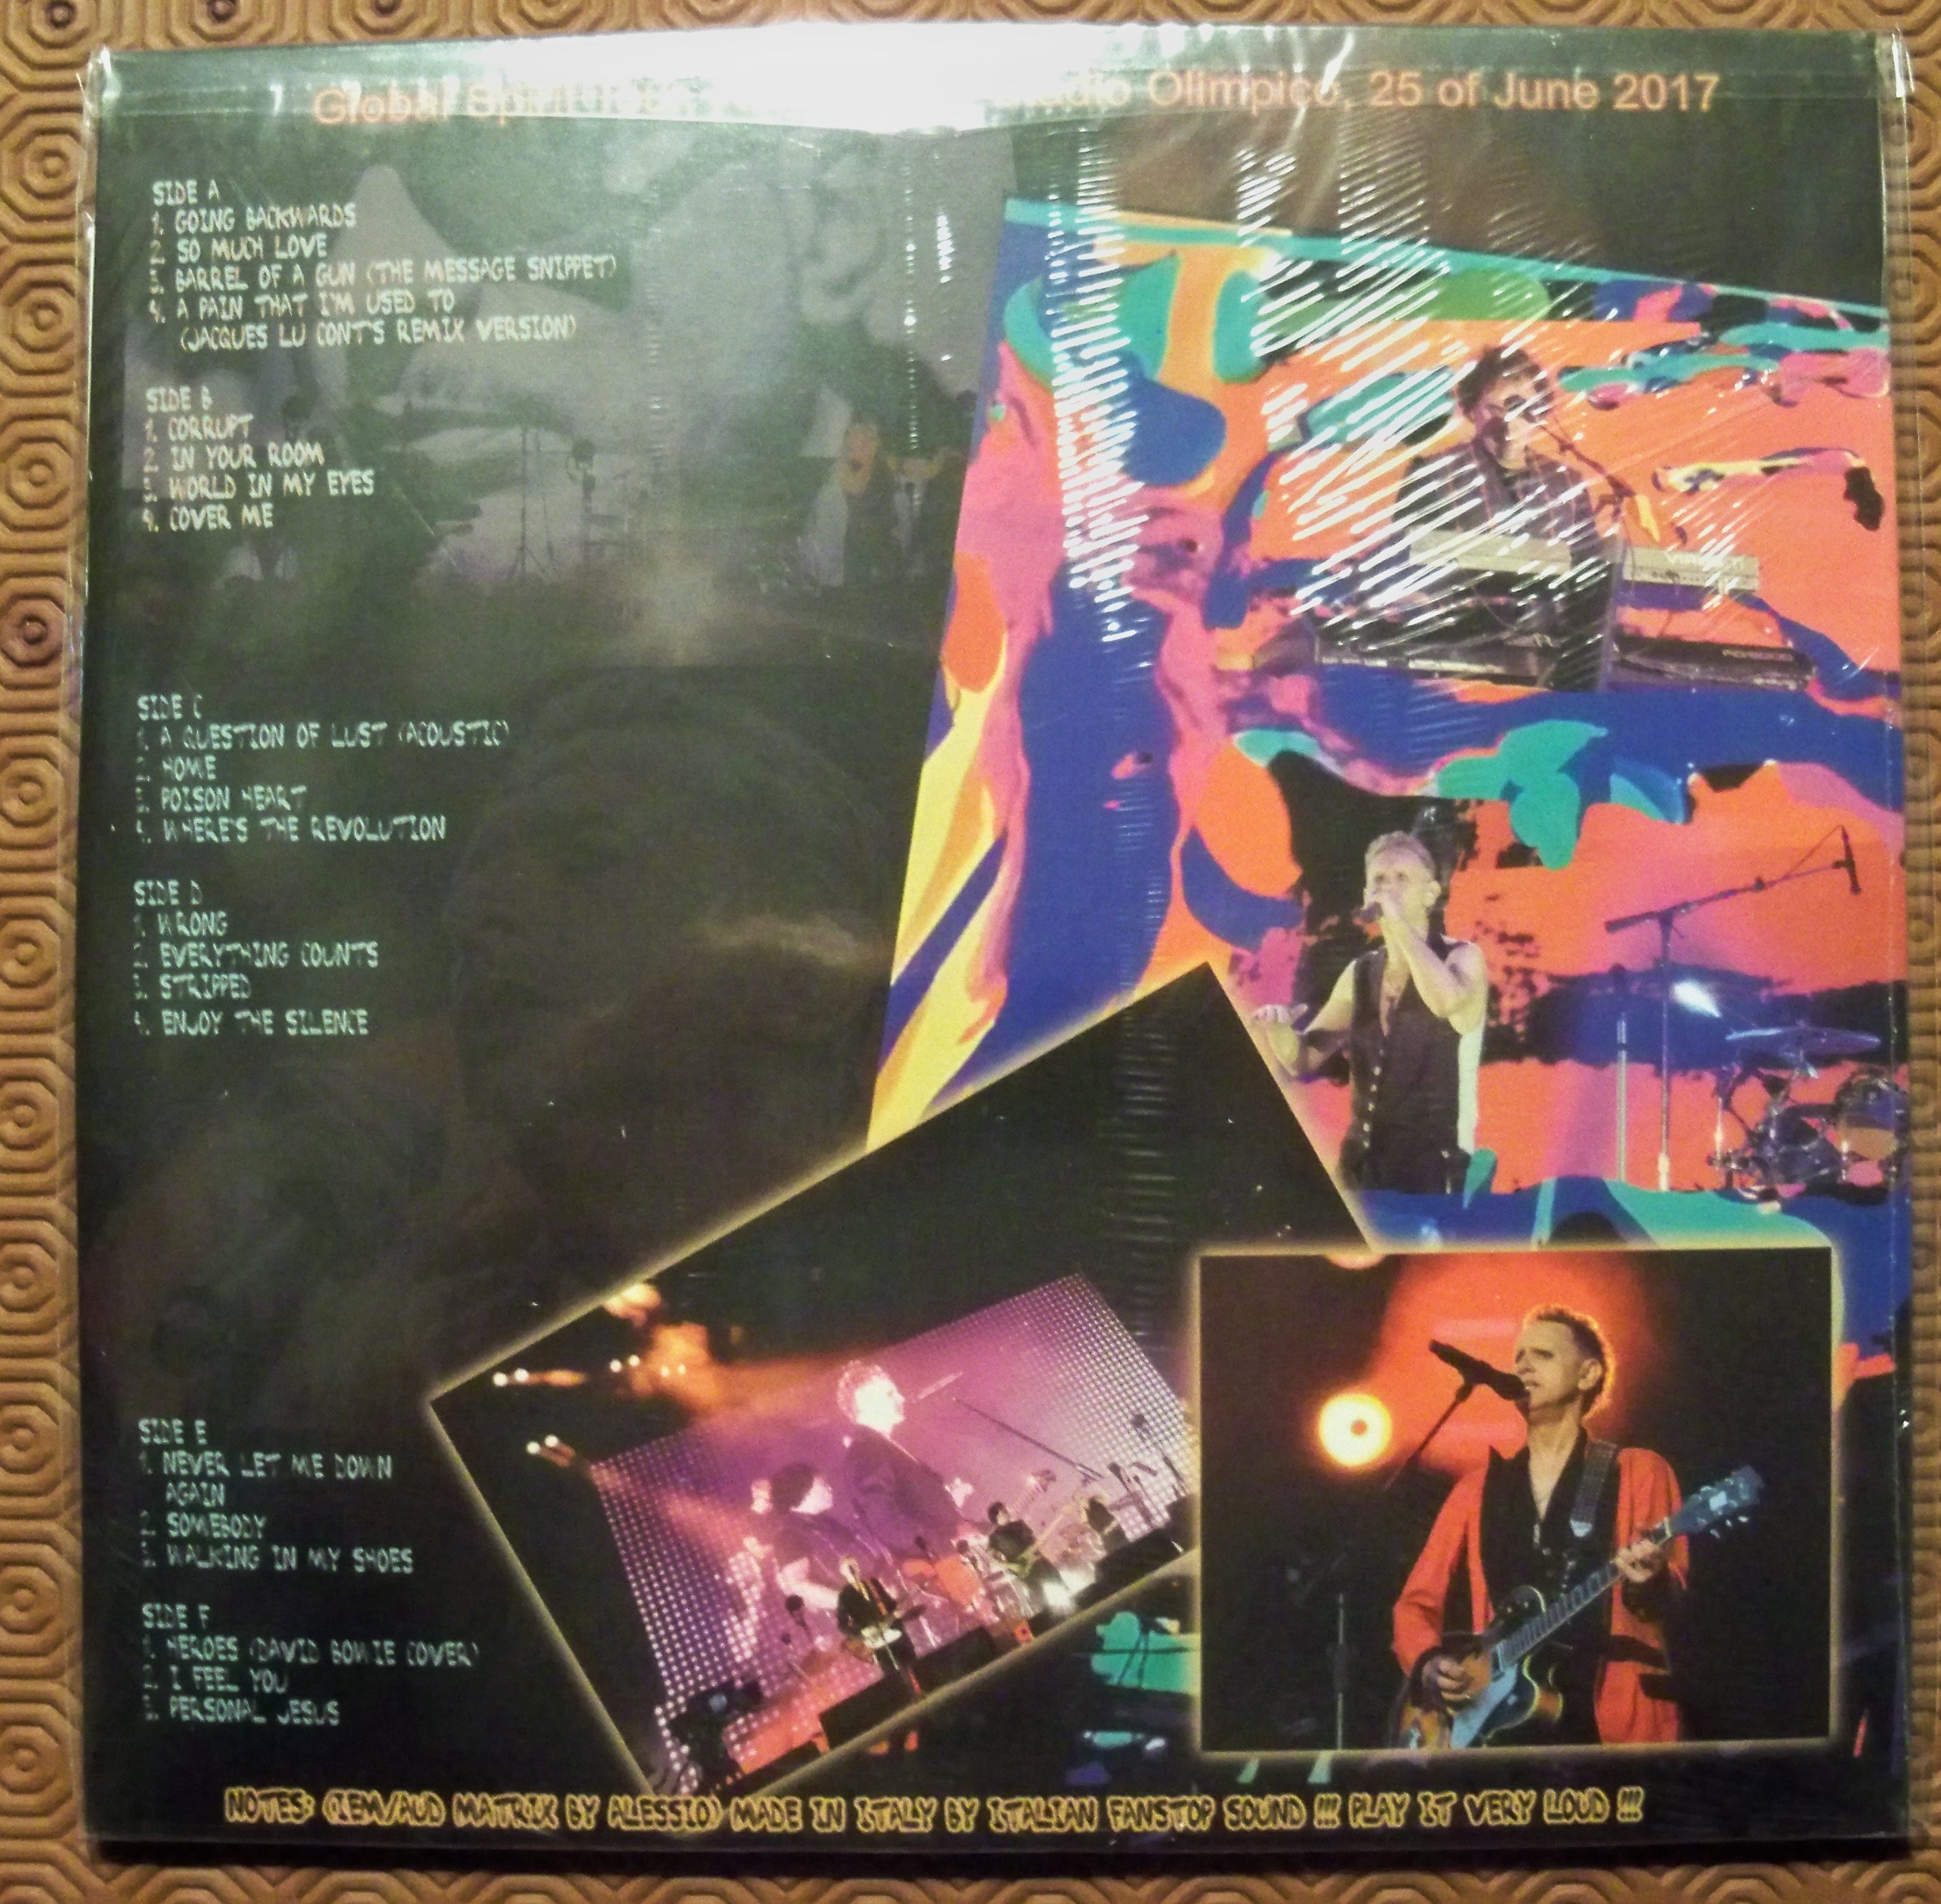 Global Spirit Olimpico, 25 of June 2017
SIDE A
1. GOING BACKWARDS
2. SO MUCH LOVE
3. BARREL OF A GUN (THE MESSAGE SNIPPET)
4. A PAIN THAT I'M USED TO
(JACQUES LU CONT'S REMIX VERSION)
SIDE B
1. CORRUPT
2. IN YOUR ROOM
3. WORLD IN MY EYES
4. COVER ME
SIDE C
1. A QUESTION OF LUST (ACOUSTIC)
2. HOME
3. POISON HEART
4. WHERE'S THE REVOLUTION
SIDE D
1. WRONG
2. EVERYTHING COUNTS
3. STRIPPED
4. ENJOY THE SILENCE
SIDE E
1. NEVER LET ME DOWN
AGAIN
2. SOMEBODY
3. WALKING IN MY SHOES
SIDE F
1. HEROES (DAVID BOWIE COVER)
2. I FEEL YOU
3. PERSONAL JESUS
NOTES: (IEM/AUD MATRIX BY ALESSIO) MADE IN ITALY BY ITALIAN FANSTOP SOUND !!! PLAY IT VERY LOUD !!!